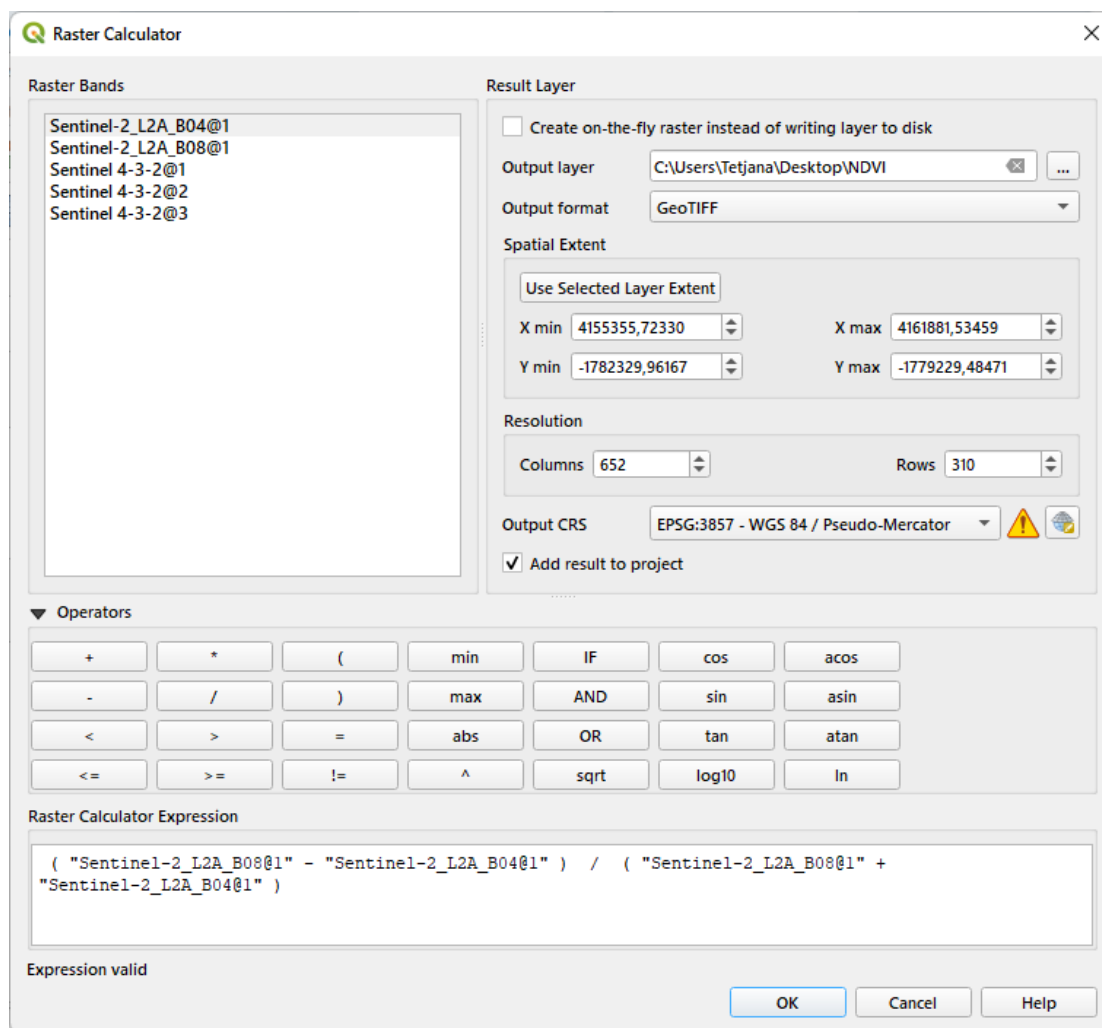 Raster Calculator
Raster Bands
Sentinel-2_L2A_B04@1
Sentinel-2_L2A_B08@1
Sentinel 4-3-2@1
Sentinel 4-3-2@2
Sentinel 4-3-2@3
Result Layer
Create on-the-fly raster instead of writing layer to disk
Output layer C:\Users\Tetjana\Desktop\NDVI ...
Output format GeoTIFF
Spatial Extent
Use Selected Layer Extent
X min 4155355,72330 X max 4161881,53459
Y min -1782329,96167 Y max -1779229,48471
Resolution
Columns 652 Rows 310
Output CRS EPSG:3857 - WGS 84 / Pseudo-Mercator
Add result to project
Operators
+ * ( min IF cos acos
- / ) max AND sin asin
< > = abs OR tan atan
<= >= != ^ sqrt log10 ln
Raster Calculator Expression
( "Sentinel-2_L2A_B08@1" - "Sentinel-2_L2A_B04@1" ) / ( "Sentinel-2_L2A_B08@1" +
"Sentinel-2_L2A_B04@1" )
Expression valid
OK Cancel Help